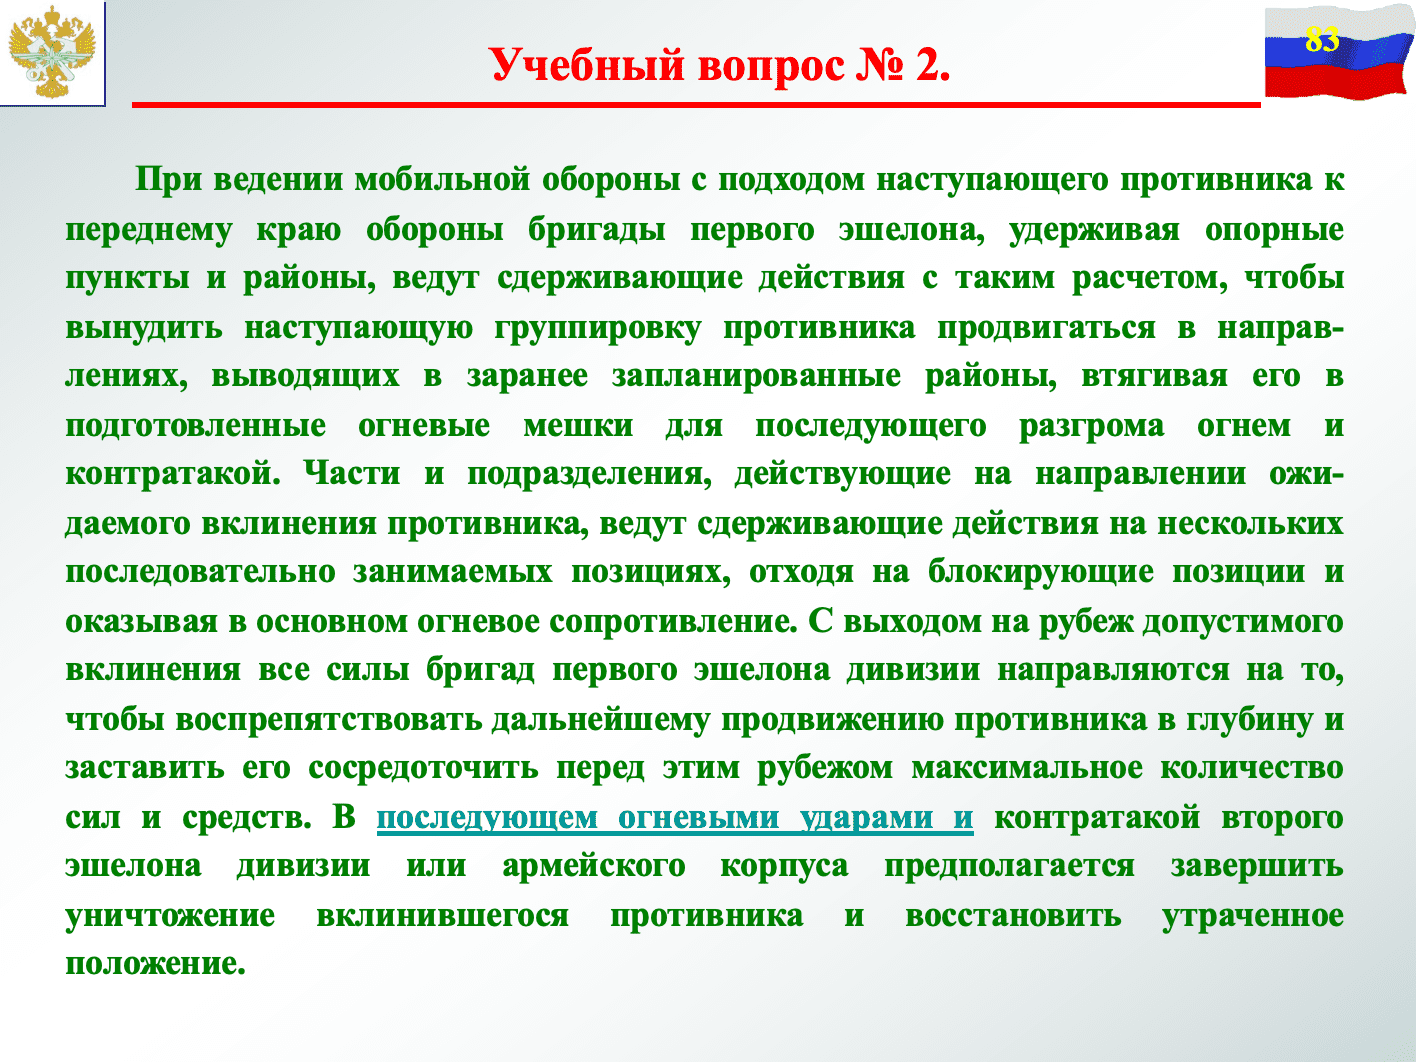 83
Учебный вопрос № 2.
При ведении мобильной обороны с подходом наступающего противника к
переднему краю обороны бригады первого эшелона, удерживая опорные
пункты и районы, ведут сдерживающие действия с таким расчетом, чтобы
вынудить наступающую группировку противника продвигаться в направ-
лениях, выводящих в заранее запланированные районы, втягивая его в
подготовленные огневые мешки для последующего разгрома огнем и
контратакой. Части и подразделения, действующие на направлении ожи-
даемого вклинения противника, ведут сдерживающие действия на нескольких
последовательно занимаемых позициях, отходя на блокирующие позиции и
оказывая в основном огневое сопротивление. С выходом на рубеж допустимого
вклинения все силы бригад первого эшелона дивизии направляются на то,
чтобы воспрепятствовать дальнейшему продвижению противника в глубину и
заставить его сосредоточить перед этим рубежом максимальное количество
сил и средств. В последующем огневыми ударами и контратакой второго
эшелона дивизии или армейского корпуса предполагается завершить
уничтожение вклинившегося противника и восстановить утраченное
положение.